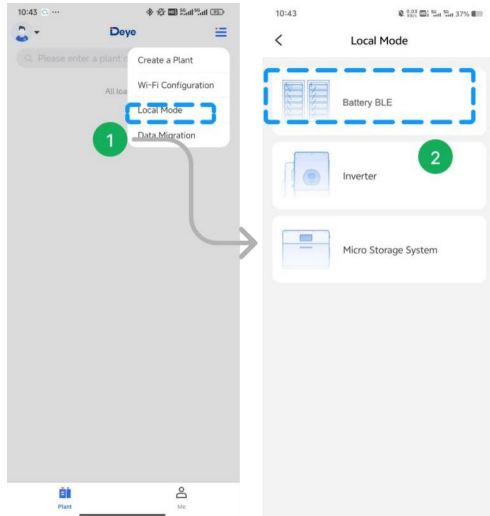 10:43
Deye
Please enter a plant
Create a Plant
All loa
Wi-Fi Configuration
Local Mode
1
Data Migration
Plant
Me
10:43
37%
Local Mode
Battery BLE
2
Inverter
Micro Storage System